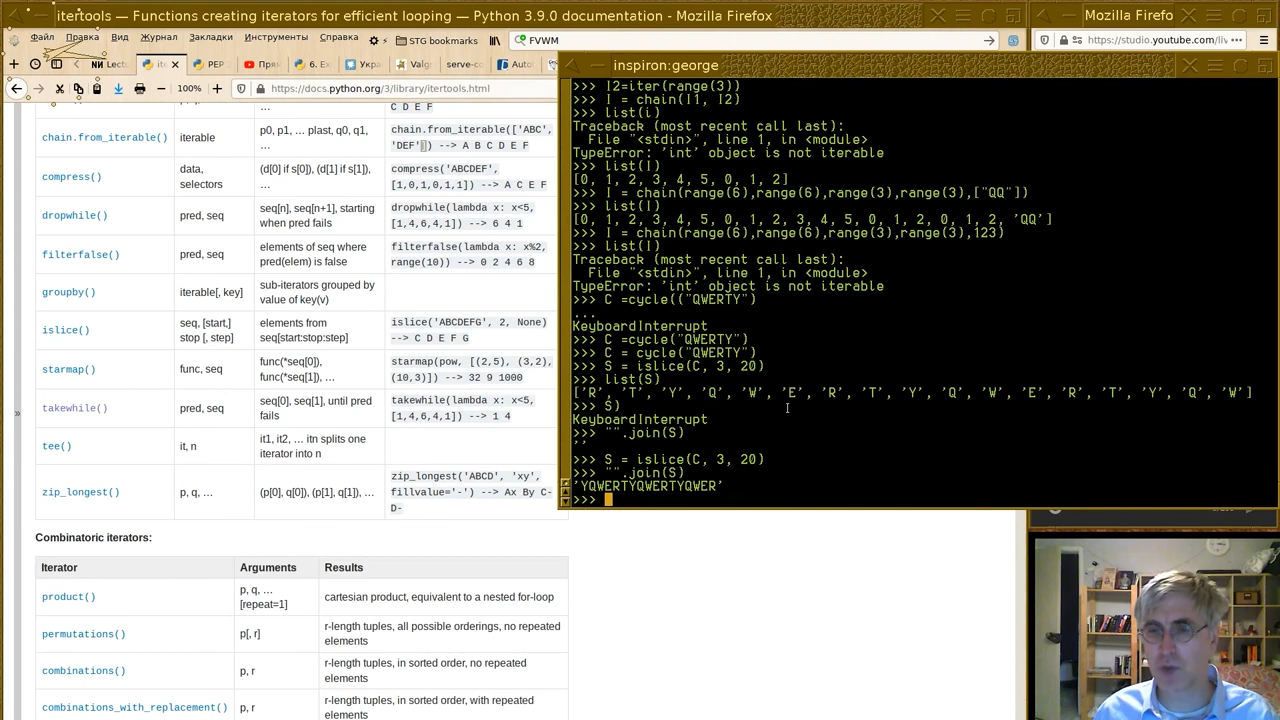 itertools — Functions creating iterators for efficient looping — Python 3.9.0 documentation - Mozilla Firefox
Mozilla Firefo
Файл Правка Вид Журнал Закладки Инструменты Справка
STG bookmarks
FVWM
https://studio.youtube.com/liv
Lect
ite
PEP
Пря
6. Ex
Укра
Valg
serve-co
Auto
100%
https://docs.python.org/3/library/itertools.html
inspiron:george
… C D E F
chain.from_iterable() iterable p0, p1, … plast, q0, q1, … chain.from_iterable(['ABC', 'DEF']) --> A B C D E F
compress() data, selectors (d[0] if s[0]), (d[1] if s[1]), … compress('ABCDEF', [1,0,1,0,1,1]) --> A C E F
dropwhile() pred, seq seq[n], seq[n+1], starting when pred fails dropwhile(lambda x: x<5, [1,4,6,4,1]) --> 6 4 1
filterfalse() pred, seq elements of seq where pred(elem) is false filterfalse(lambda x: x%2, range(10)) --> 0 2 4 6 8
groupby() iterable[, key] sub-iterators grouped by value of key(v)
islice() seq, [start,] stop [, step] elements from seq[start:stop:step] islice('ABCDEFG', 2, None) --> C D E F G
starmap() func, seq func(*seq[0]), func(*seq[1]), … starmap(pow, [(2,5), (3,2), (10,3)]) --> 32 9 1000
takewhile() pred, seq seq[0], seq[1], until pred fails takewhile(lambda x: x<5, [1,4,6,4,1]) --> 1 4
tee() it, n it1, it2, … itn splits one iterator into n
zip_longest() p, q, … (p[0], q[0]), (p[1], q[1]), … zip_longest('ABCD', 'xy', fillvalue='-') --> Ax By C- D-
Combinatoric iterators:
Iterator Arguments Results
product() p, q, … [repeat=1] cartesian product, equivalent to a nested for-loop
permutations() p[, r] r-length tuples, all possible orderings, no repeated elements
combinations() p, r r-length tuples, in sorted order, no repeated elements
combinations_with_replacement() p, r r-length tuples, in sorted order, with repeated elements
>>> I2=iter(range(3))
>>> I = chain(I1, I2)
>>> list(i)
Traceback (most recent call last):
File "<stdin>", line 1, in <module>
TypeError: 'int' object is not iterable
>>> list(I)
[0, 1, 2, 3, 4, 5, 0, 1, 2]
>>> I = chain(range(6),range(6),range(3),range(3),["QQ"])
>>> list(I)
[0, 1, 2, 3, 4, 5, 0, 1, 2, 3, 4, 5, 0, 1, 2, 0, 1, 2, 'QQ']
>>> I = chain(range(6),range(6),range(3),range(3),123)
>>> list(I)
Traceback (most recent call last):
File "<stdin>", line 1, in <module>
TypeError: 'int' object is not iterable
>>> C =cycle(("QWERTY")
...
KeyboardInterrupt
>>> C =cycle("QWERTY")
>>> C = cycle("QWERTY")
>>> S = islice(C, 3, 20)
>>> list(S)
['R', 'T', 'Y', 'Q', 'W', 'E', 'R', 'T', 'Y', 'Q', 'W', 'E', 'R', 'T', 'Y', 'Q', 'W']
>>> S)
KeyboardInterrupt
>>> "".join(S)
''
>>> S = islice(C, 3, 20)
>>> "".join(S)
'YQWERTYQWERTYQWER'
>>>